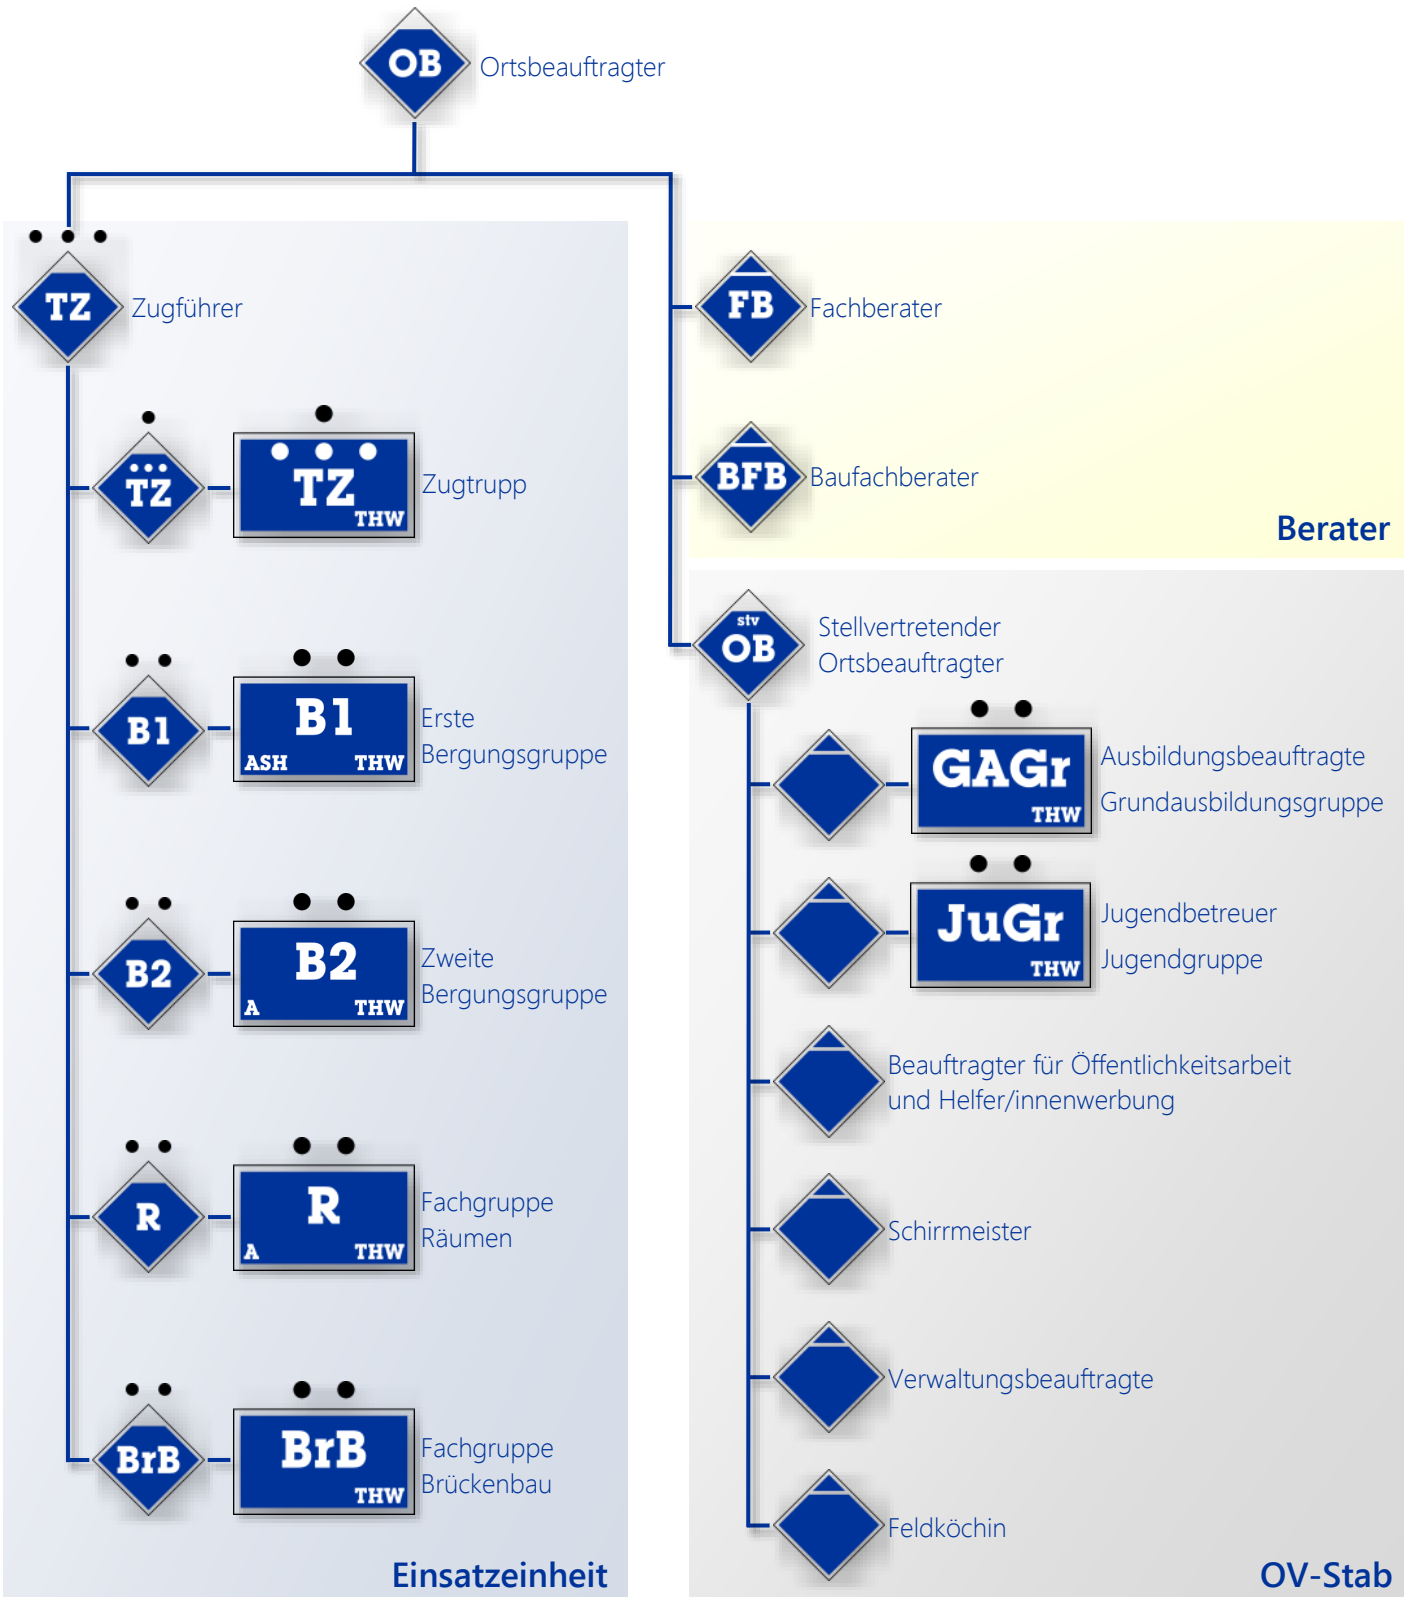 OB
Ortsbeauftragter
TZ
Zugführer
TZ
TZ
THW
Zugtrupp
B1
B1
ASH THW
Erste
Bergungsgruppe
B2
B2
A THW
Zweite
Bergungsgruppe
R
R
A THW
Fachgruppe
Räumen
BrB
BrB
THW
Fachgruppe
Brückenbau
Einsatzeinheit
FB
Fachberater
BFB
Baufachberater
Berater
stv
OB
Stellvertretender
Ortsbeauftragter
GAGr
THW
Ausbildungsbeauftragte
Grundausbildungsgruppe
JuGr
THW
Jugendbetreuer
Jugendgruppe
Beauftragter für Öffentlichkeitsarbeit
und Helfer/innenwerbung
Schirrmeister
Verwaltungsbeauftragte
Feldköchin
OV-Stab